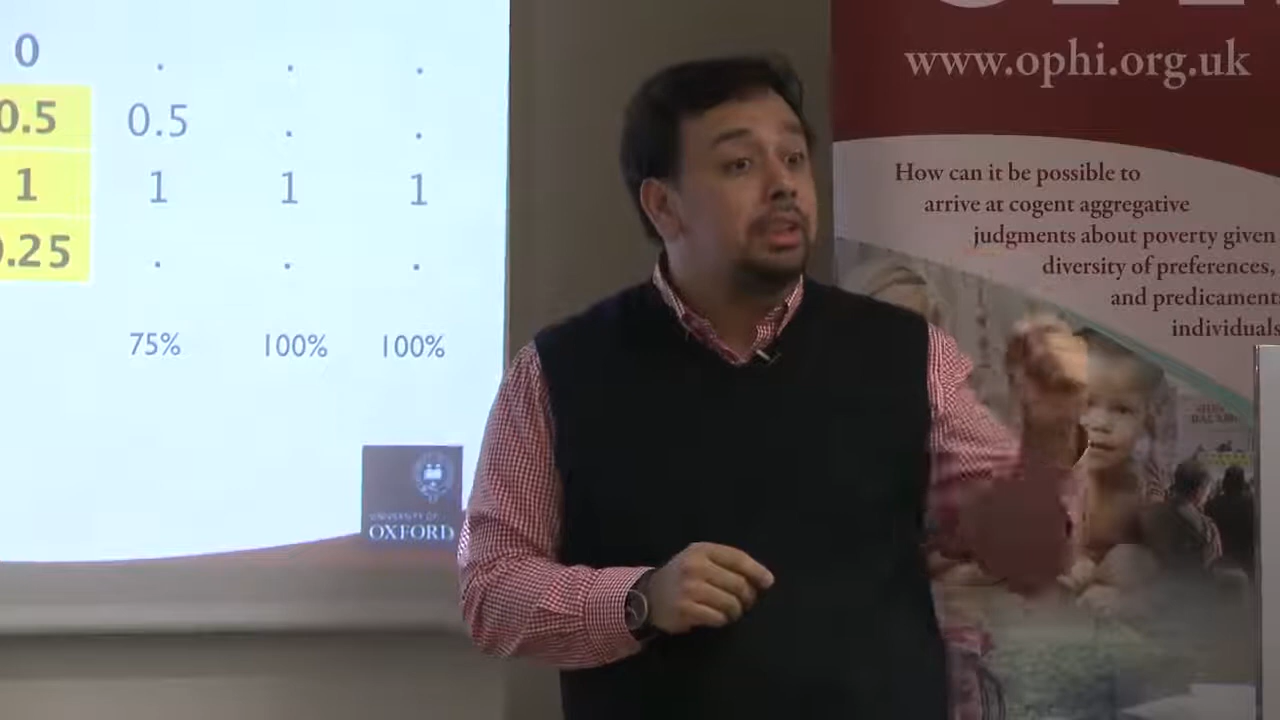 0 . . .
0.5 0.5 . .
1 1 1 1
0.25 . . .
75% 100% 100%
UNIVERSITY OF
OXFORD
www.ophi.org.uk
How can it be possible to
arrive at cogent aggregative
judgments about poverty given
diversity of preferences,
and predicament
individuals